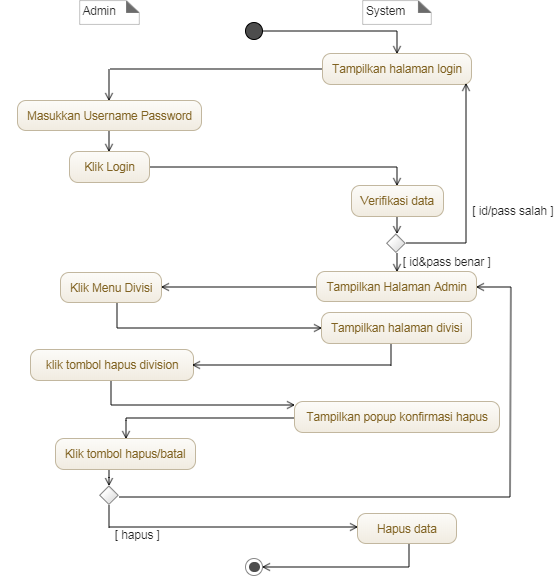 Admin
System
Tampilkan halaman login
Masukkan Username Password
Klik Login
Verifikasi data
[ id/pass salah ]
[ id&pass benar ]
Tampilkan Halaman Admin
Klik Menu Divisi
Tampilkan halaman divisi
klik tombol hapus division
Tampilkan popup konfirmasi hapus
Klik tombol hapus/batal
[ hapus ]
Hapus data